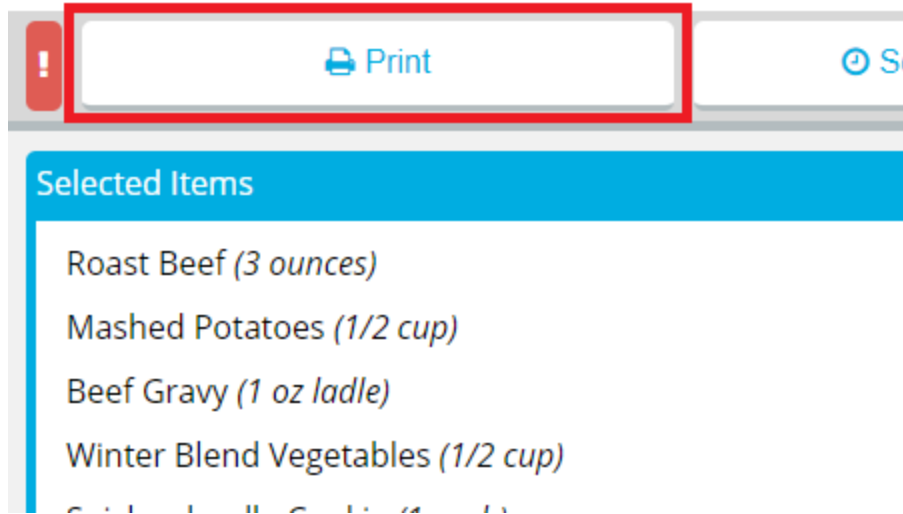 ! Print
Selected Items
Roast Beef (3 ounces)
Mashed Potatoes (1/2 cup)
Beef Gravy (1 oz ladle)
Winter Blend Vegetables (1/2 cup)